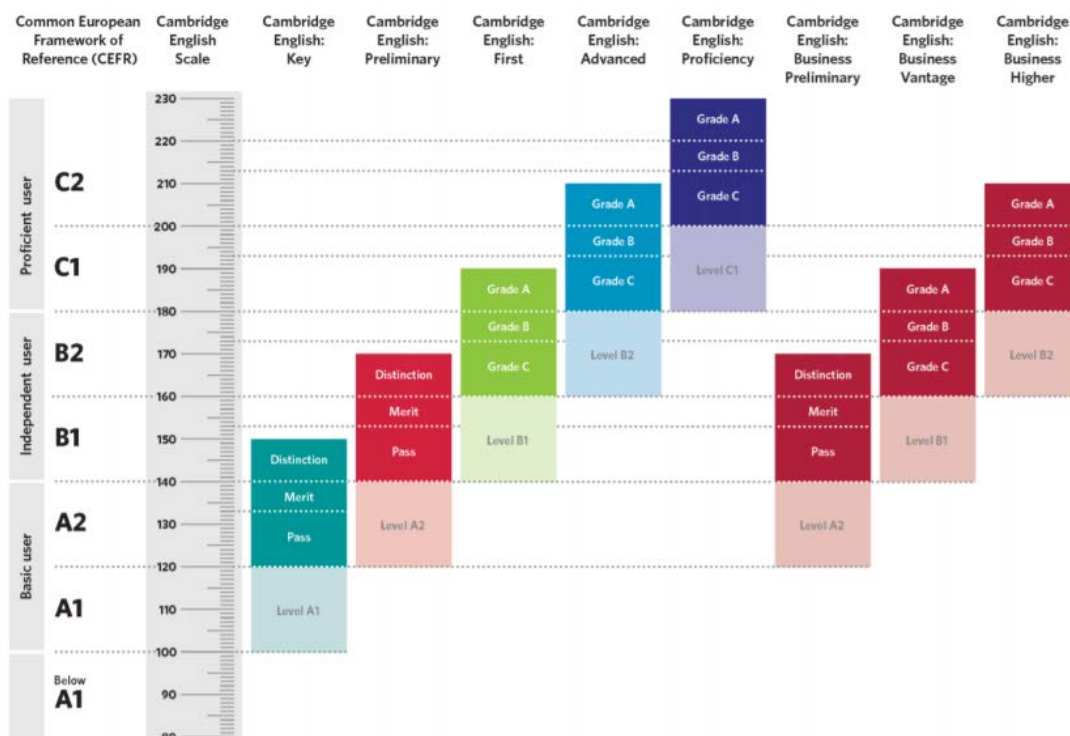 Common European
Framework of
Reference (CEFR)
Cambridge
English
Scale
Cambridge
English:
Key
Cambridge
English:
Preliminary
Cambridge
English:
First
Cambridge
English:
Advanced
Cambridge
English:
Proficiency
Cambridge
English:
Business
Preliminary
Cambridge
English:
Business
Vantage
Cambridge
English:
Business
Higher
Proficient user
Independent user
Basic user
C2
C1
B2
B1
A2
A1
Below
A1
230
220
210
200
190
180
170
160
150
140
130
120
110
100
90
80
Distinction
Merit
Pass
Level A1
Distinction
Merit
Pass
Level A2
Grade A
Grade B
Grade C
Level B1
Grade A
Grade B
Grade C
Level B2
Grade A
Grade B
Grade C
Level C1
Distinction
Merit
Pass
Level A2
Grade A
Grade B
Grade C
Level B1
Grade A
Grade B
Grade C
Level B2